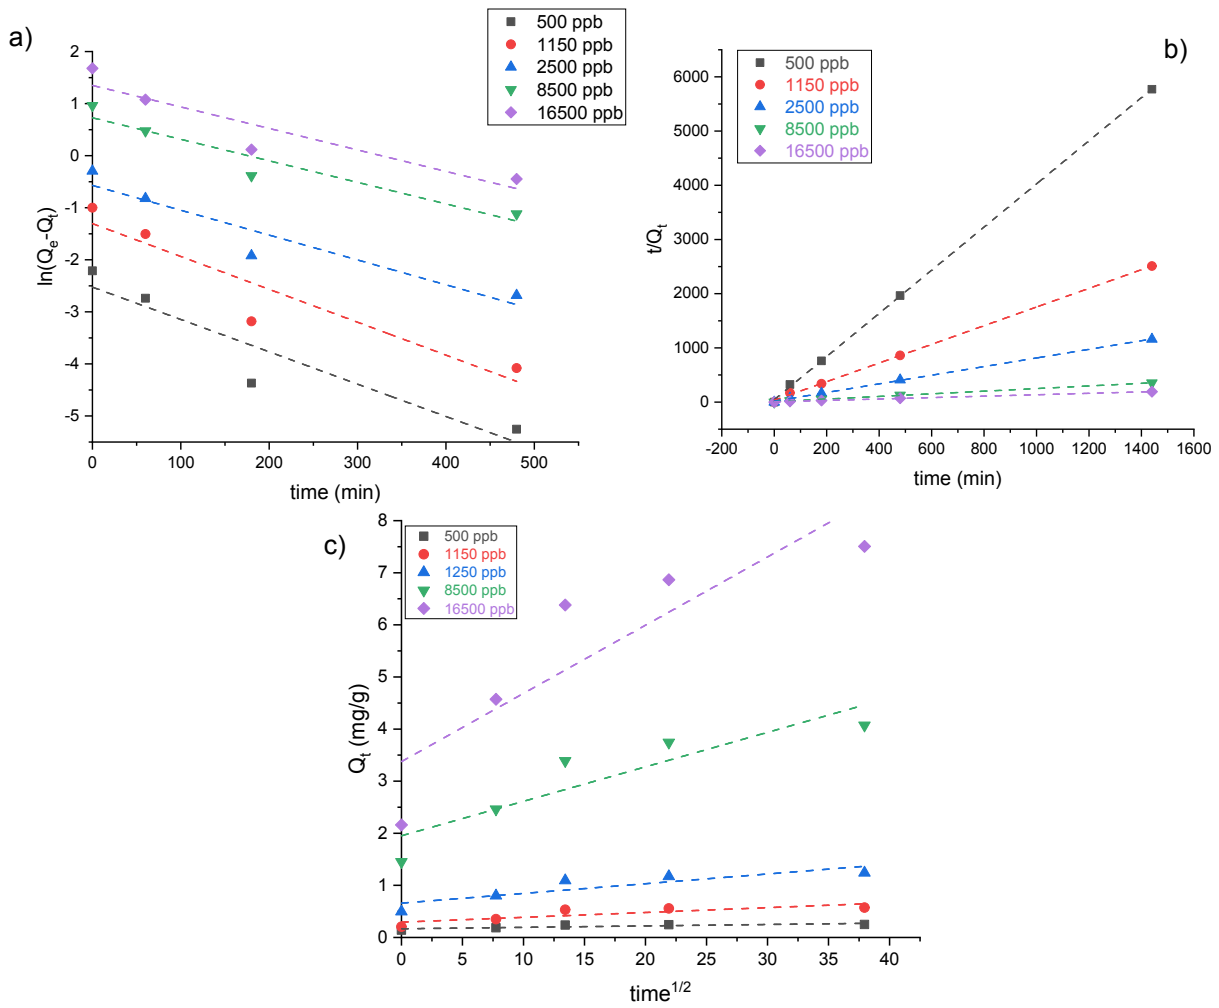 a)
500 ppb
1150 ppb
2500 ppb
8500 ppb
16500 ppb
2
1
0
-1
-2
-3
-4
-5
ln(Qe-Qt)
0 100 200 300 400 500
time (min)
b)
500 ppb
1150 ppb
2500 ppb
8500 ppb
16500 ppb
6000
5000
4000
3000
2000
1000
0
t/Qt
-200 0 200 400 600 800 1000 1200 1400 1600
time (min)
c)
500 ppb
1150 ppb
1250 ppb
8500 ppb
16500 ppb
8
7
6
5
4
3
2
1
0
Qt (mg/g)
0 5 10 15 20 25 30 35 40
time1/2